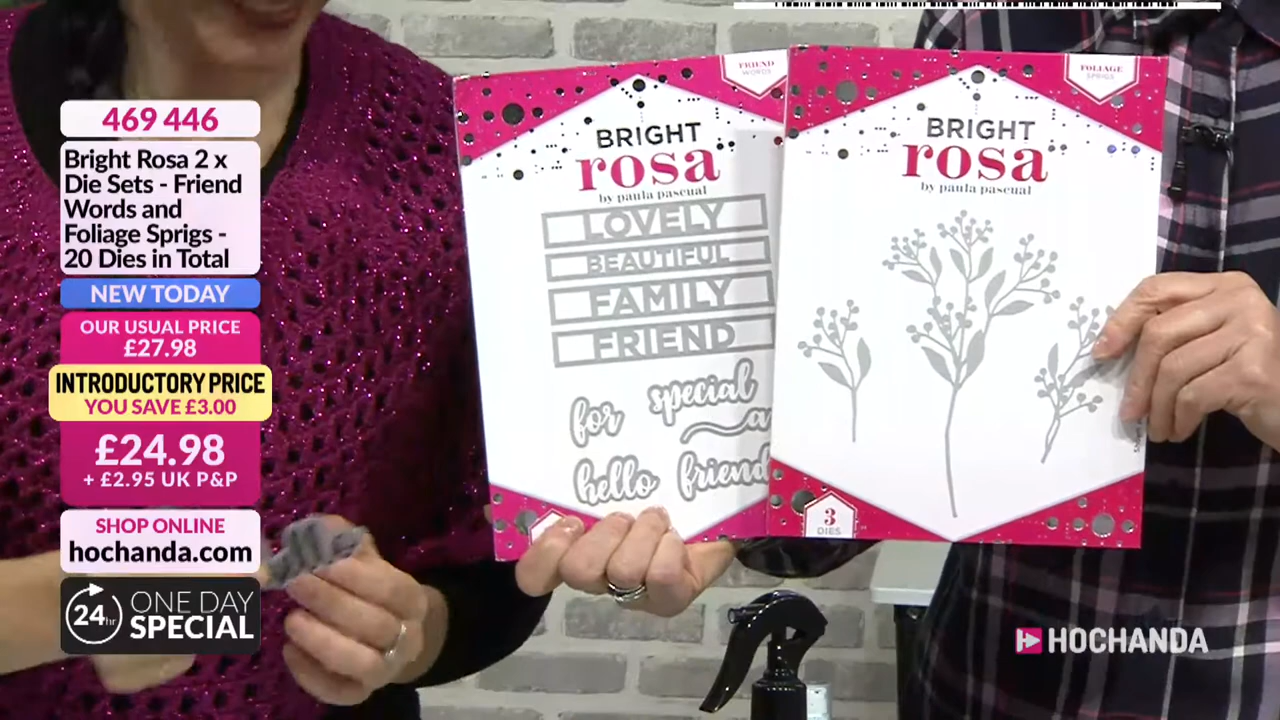 469 446
Bright Rosa 2 x
Die Sets - Friend
Words and
Foliage Sprigs -
20 Dies in Total
NEW TODAY
OUR USUAL PRICE
£27.98
INTRODUCTORY PRICE
YOU SAVE £3.00
£24.98
+ £2.95 UK P&P
SHOP ONLINE
hochanda.com
24hr
ONE DAY
SPECIAL
FRIEND
WORDS
BRIGHT
rosa
by paula pascual
LOVELY
BEAUTIFUL
FAMILY
FRIEND
for
special
a
hello
friend
FOLIAGE
SPRIGS
BRIGHT
rosa
by paula pascual
3
DIES
HOCHANDA